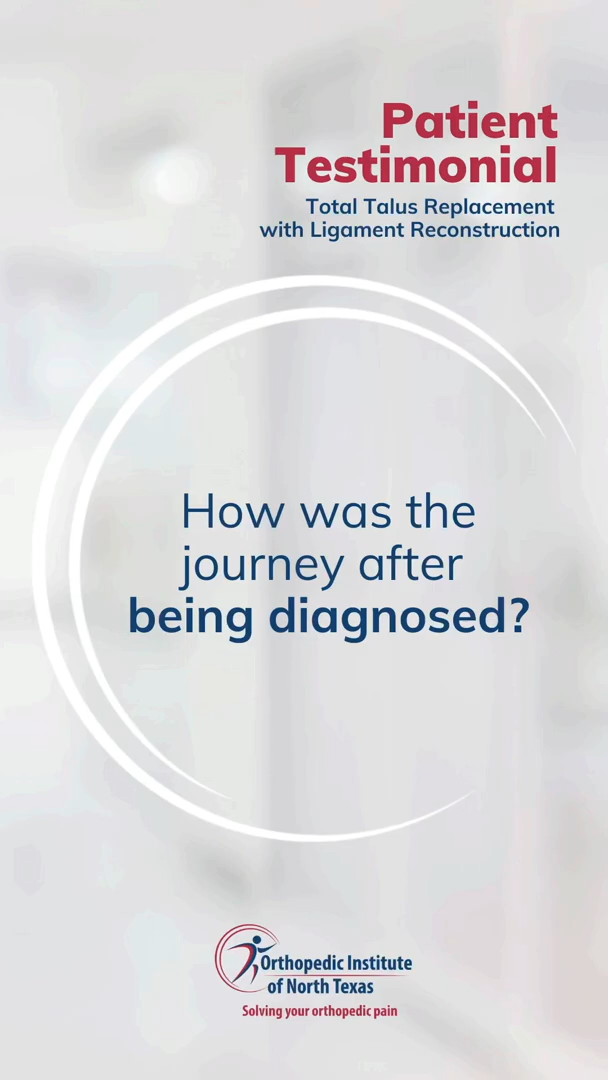 Patient
Testimonial
Total Talus Replacement
with Ligament Reconstruction
How was the
journey after
being diagnosed?
Orthopedic Institute
of North Texas
Solving your orthopedic pain